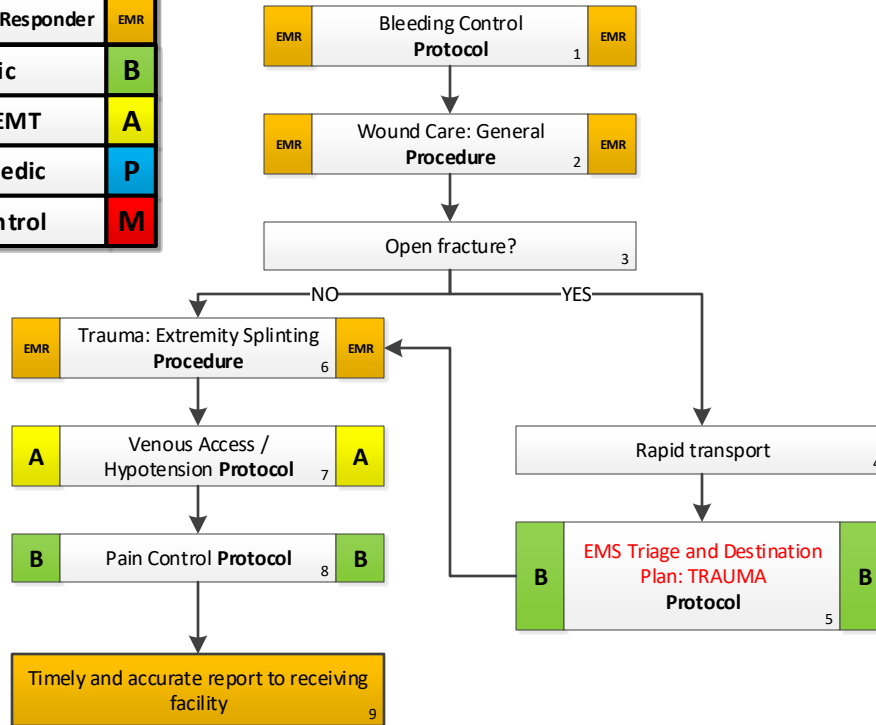 Responder EMR
ic B
EMT A
edic P
ntrol M
EMR Bleeding Control EMR
Protocol 1
EMR Wound Care: General EMR
Procedure 2
Open fracture? 3
NO YES
EMR Trauma: Extremity Splinting EMR
Procedure 6
A Venous Access / A
Hypotension Protocol 7
Rapid transport 4
B Pain Control Protocol 8 B
B EMS Triage and Destination B
Plan: TRAUMA
Protocol 5
Timely and accurate report to receiving
facility 9